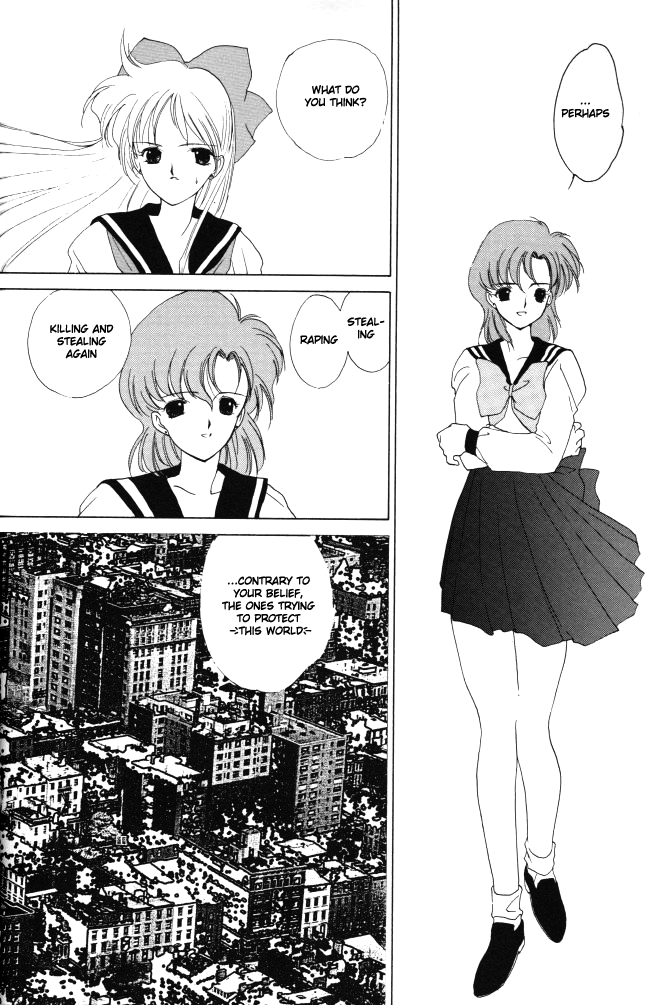 ...
PERHAPS
WHAT DO
YOU THINK?
STEAL-
ING
RAPING
KILLING AND
STEALING
AGAIN
...CONTRARY TO
YOUR BELIEF,
THE ONES TRYING
TO PROTECT
->THIS WORLD:-